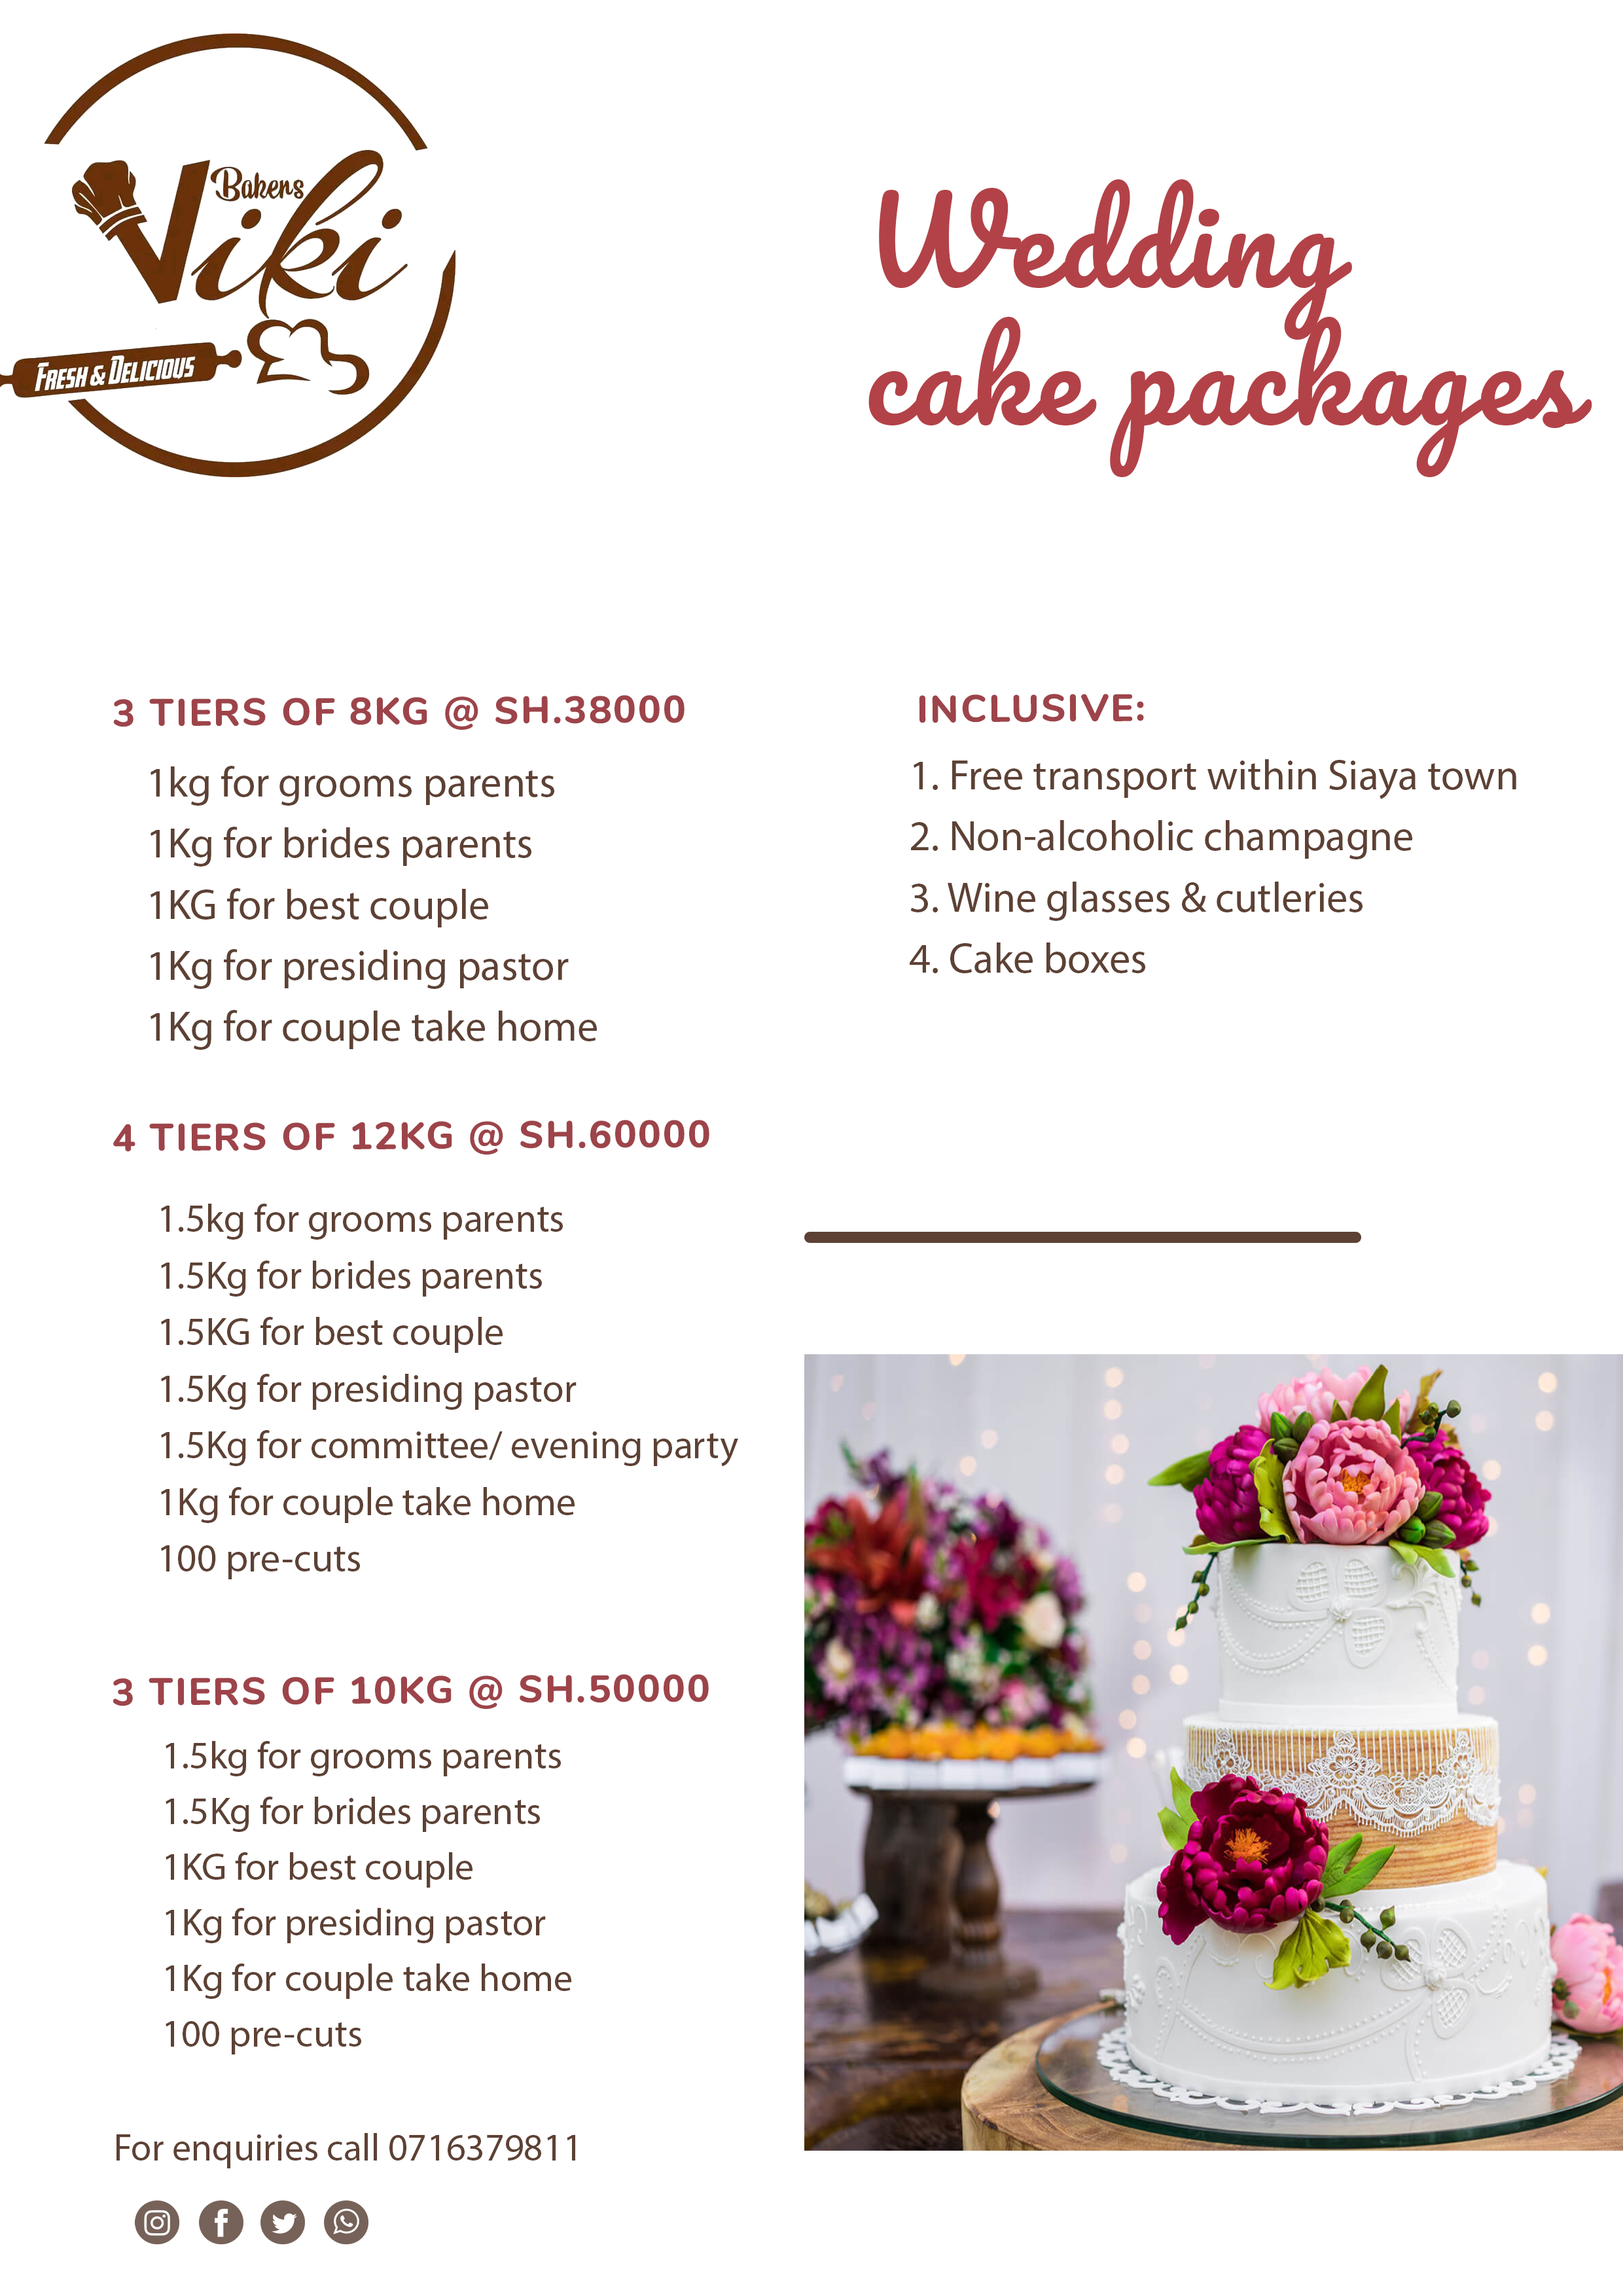 Bakers
Viki
FRESH & DELICIOUS
Wedding
cake packages
3 TIERS OF 8KG @ SH.38000
1kg for grooms parents
1Kg for brides parents
1KG for best couple
1Kg for presiding pastor
1Kg for couple take home
4 TIERS OF 12KG @ SH.60000
1.5kg for grooms parents
1.5Kg for brides parents
1.5KG for best couple
1.5Kg for presiding pastor
1.5Kg for committee/ evening party
1Kg for couple take home
100 pre-cuts
3 TIERS OF 10KG @ SH.50000
1.5kg for grooms parents
1.5Kg for brides parents
1KG for best couple
1Kg for presiding pastor
1Kg for couple take home
100 pre-cuts
For enquiries call 0716379811
INCLUSIVE:
1. Free transport within Siaya town
2. Non-alcoholic champagne
3. Wine glasses & cutleries
4. Cake boxes